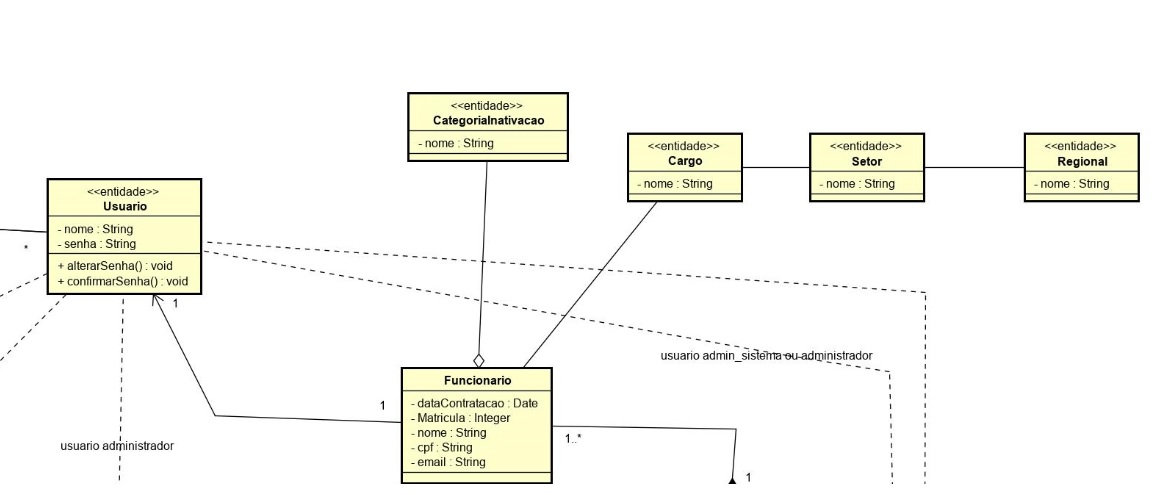 <<entidade>>
CategoriaInativacao
- nome : String
<<entidade>>
Cargo
- nome : String
<<entidade>>
Setor
- nome : String
<<entidade>>
Regional
- nome : String
<<entidade>>
Usuario
- nome : String
- senha : String
+ alterarSenha() : void
+ confirmarSenha() : void
*
1
usuario admin_sistema ou administrador
Funcionario
- dataContratacao : Date
- Matricula : Integer
- nome : String
- cpf : String
- email : String
1
1..*
usuario administrador
1